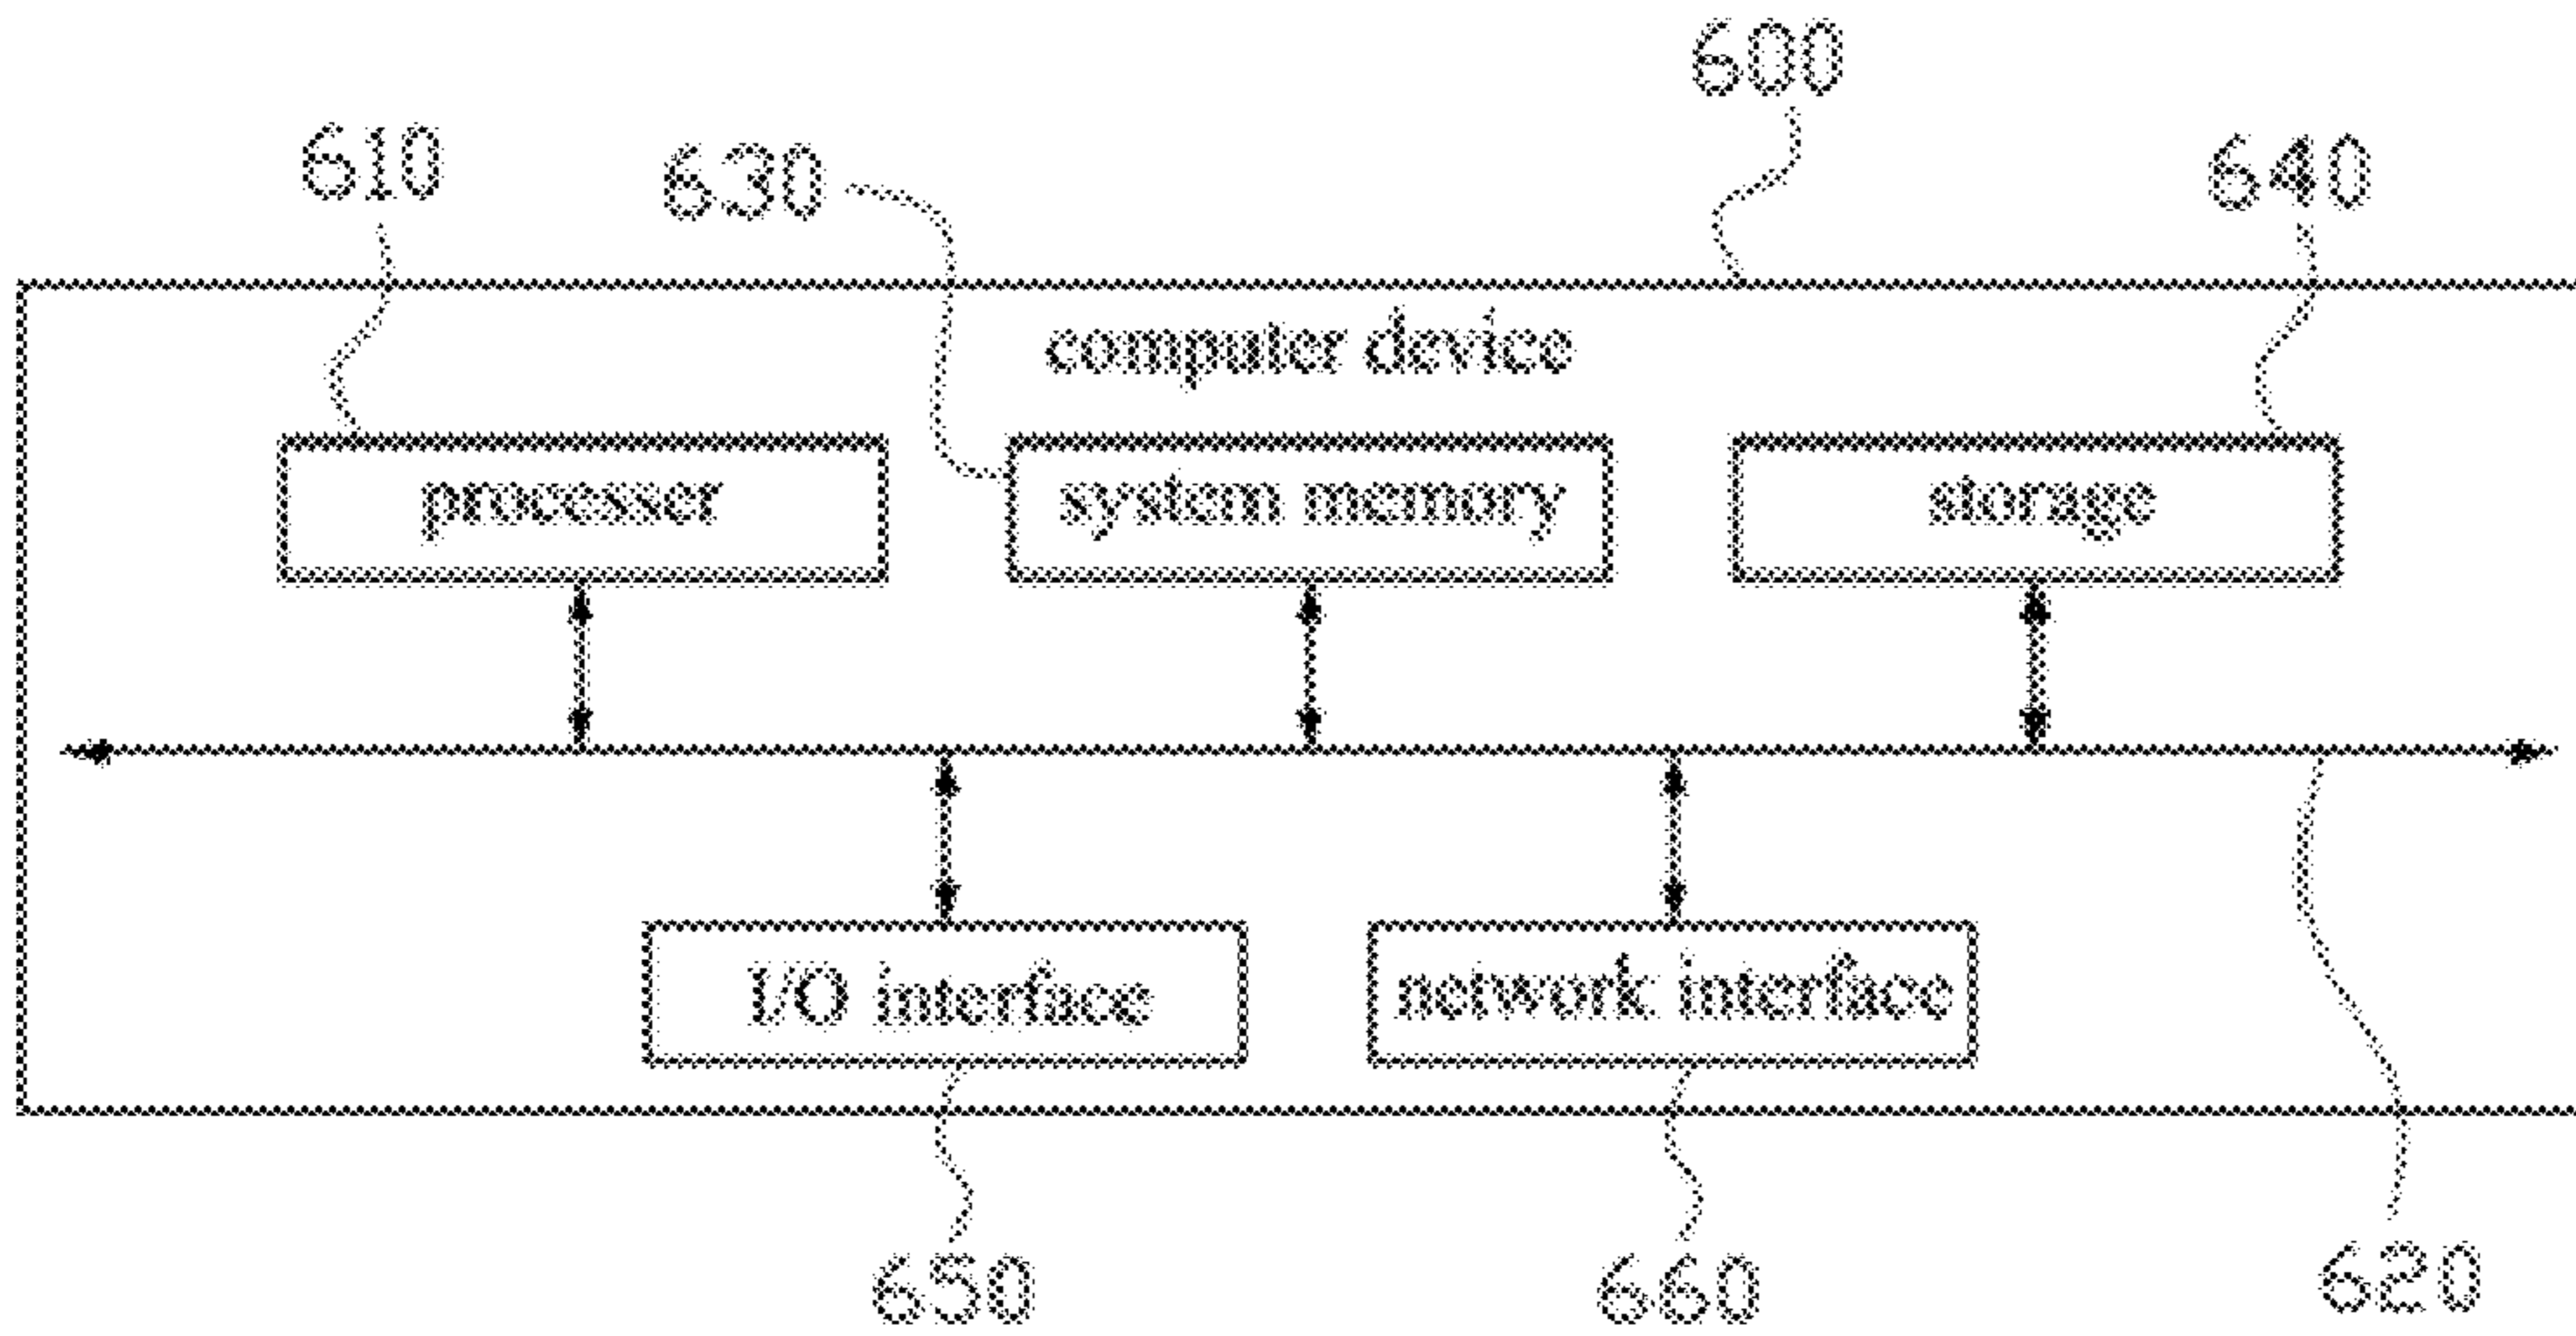 600
610
630
640
computer device
processer
system memory
storage
I/O interface
network interface
650
660
620